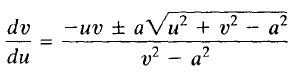 dv/du = (-uv ± a√(u² + v² - a²))/(v² - a²)